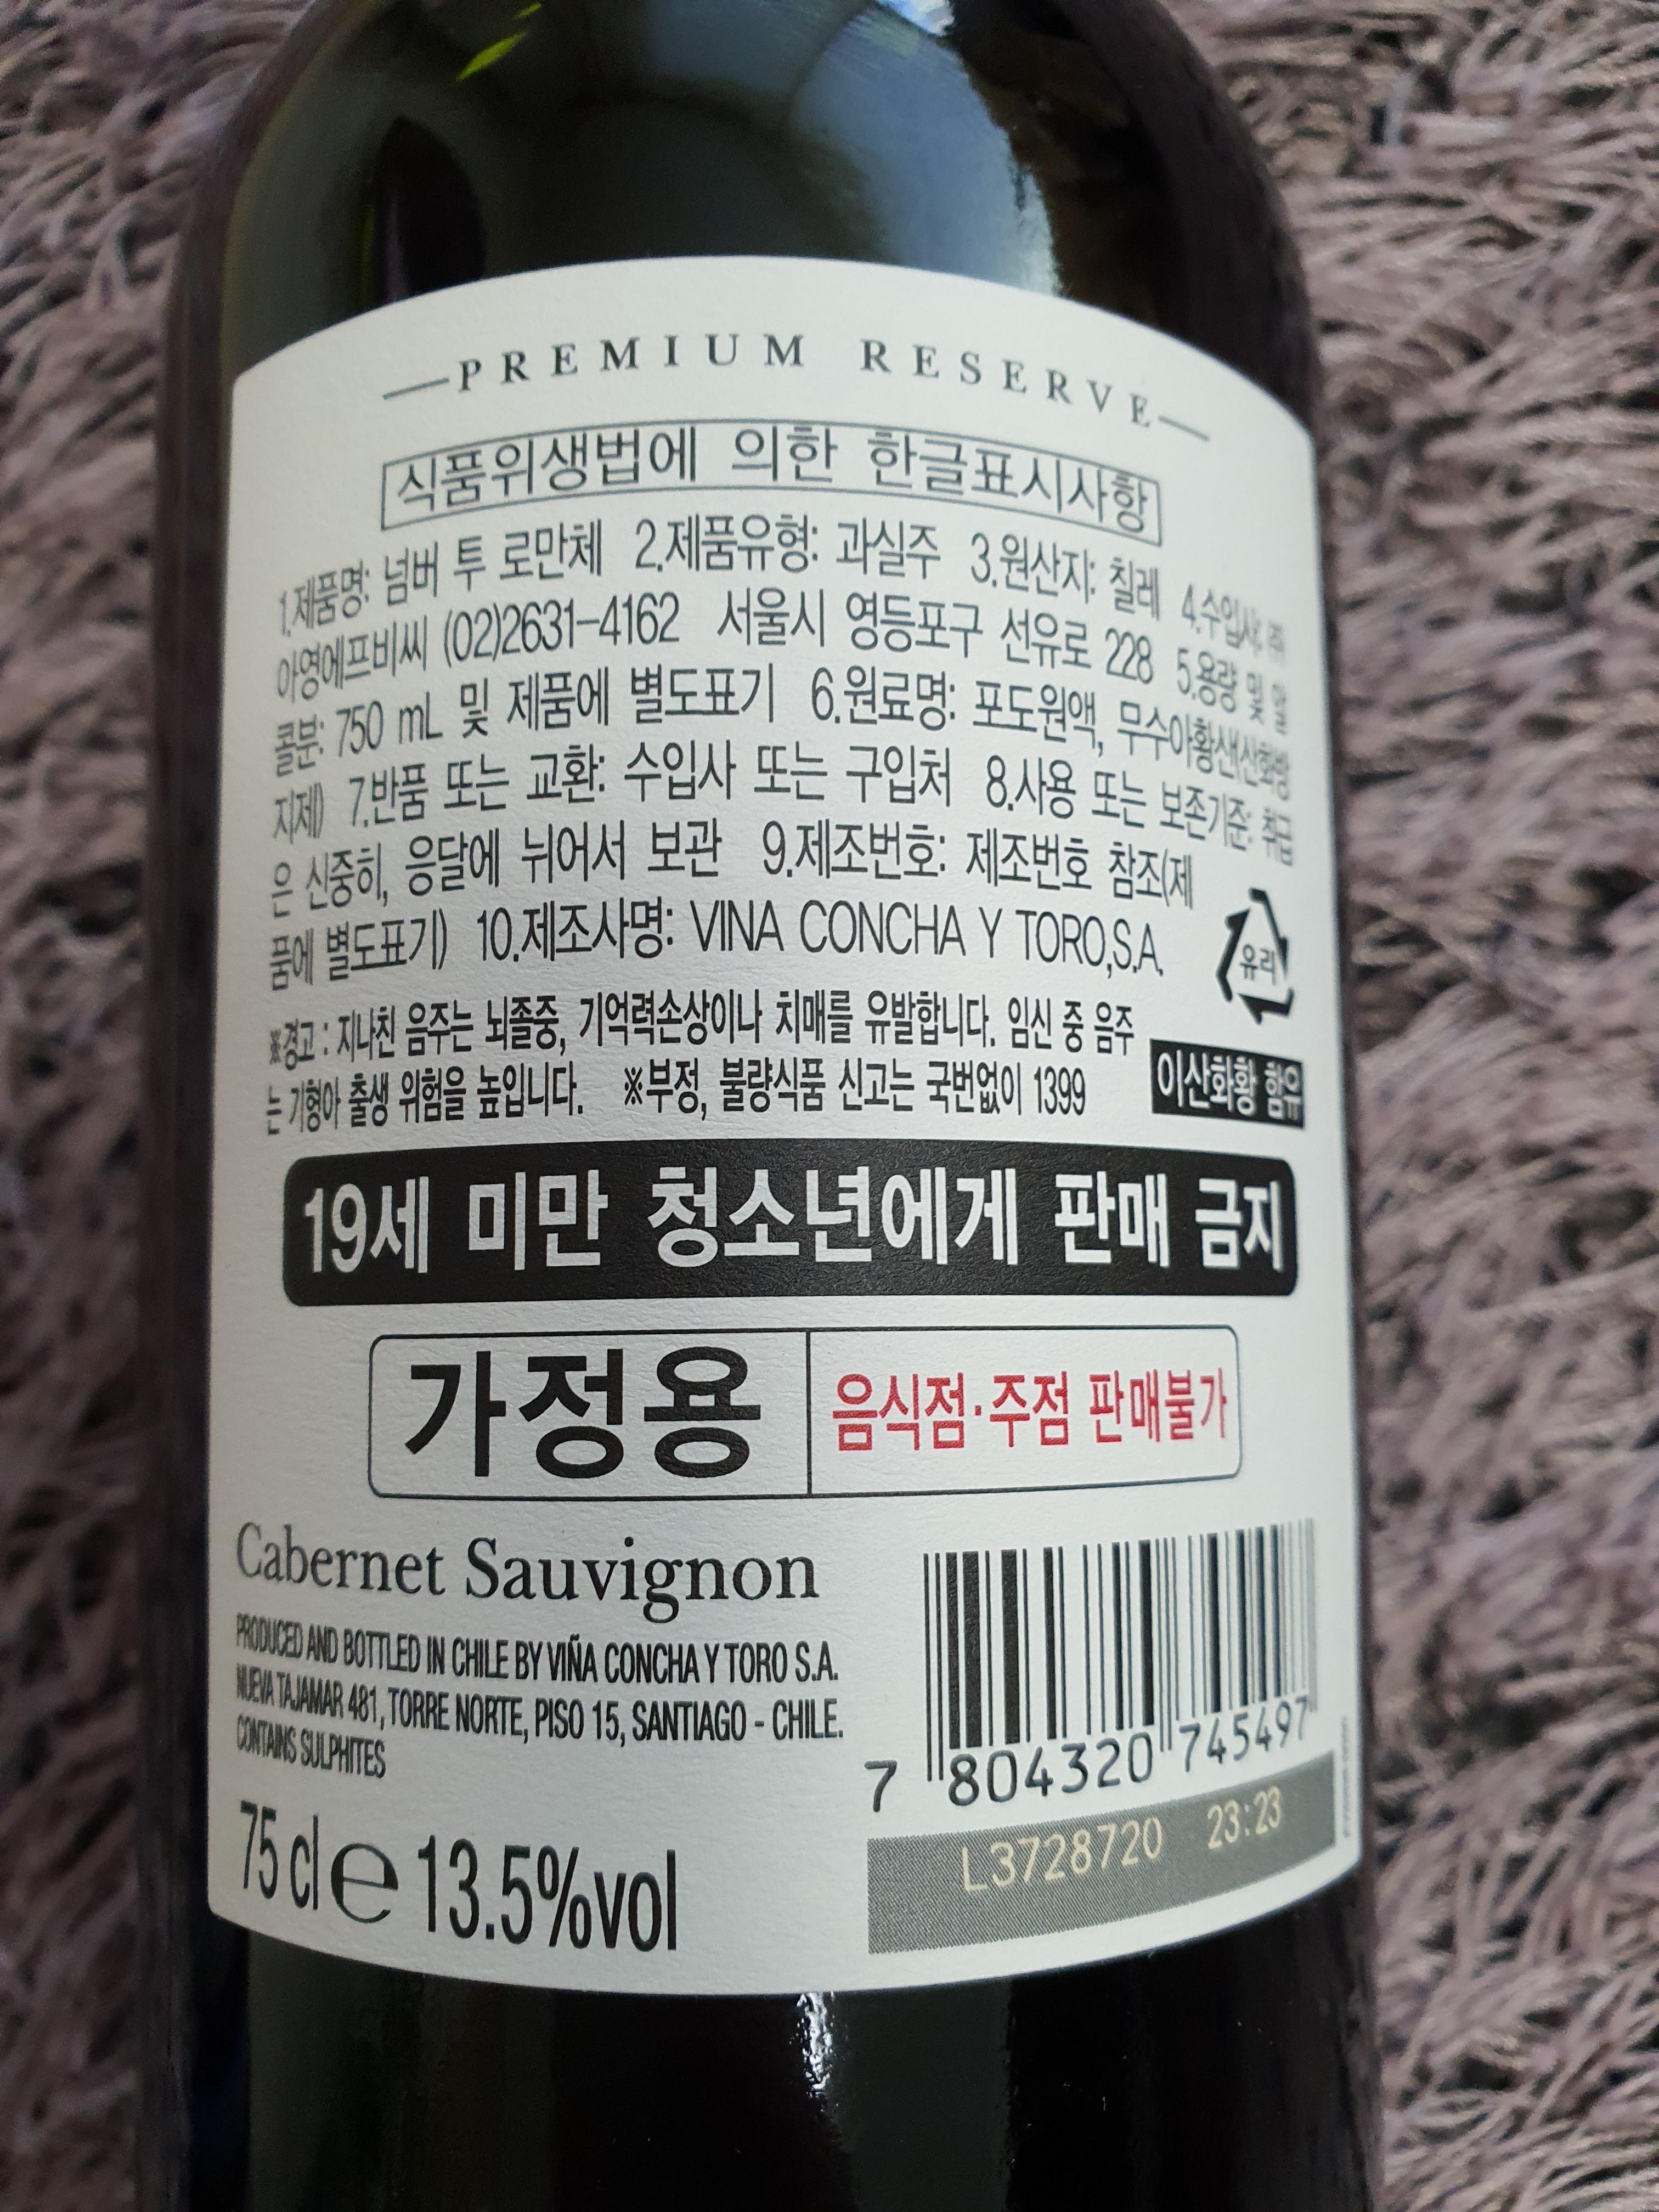 PREMIUM RESERVE
식품위생법에 의한 한글표시사항
1.제품명: 넘버 투 로만체 2.제품유형: 과실주 3.원산지: 칠레 4.수입사: ㈜
아영에프비씨 (02)2631-4162 서울시 영등포구 선유로 228 5.용량 및 알
콜분: 750 mL 및 제품에 별도표기 6.원료명: 포도원액, 무수아황산(산화방
지제) 7.반품 또는 교환: 수입사 또는 구입처 8.사용 또는 보존기준: 취급
은 신중히, 응달에 뉘어서 보관 9.제조번호: 제조번호 참조(제
품에 별도표기) 10.제조사명: VINA CONCHA Y TORO,S.A.
유리
※경고 : 지나친 음주는 뇌졸중, 기억력손상이나 치매를 유발합니다. 임신 중 음주
는 기형아 출생 위험을 높입니다. ※부정, 불량식품 신고는 국번없이 1399
이산화황 함유
19세 미만 청소년에게 판매 금지
가정용 음식점·주점 판매불가
Cabernet Sauvignon
PRODUCED AND BOTTLED IN CHILE BY VIÑA CONCHA Y TORO S.A.
NUEVA TAJAMAR 481, TORRE NORTE, PISO 15, SANTIAGO - CHILE.
CONTAINS SULPHITES
7 804320 745497
75 cl e 13.5%vol
L3728720 23:23